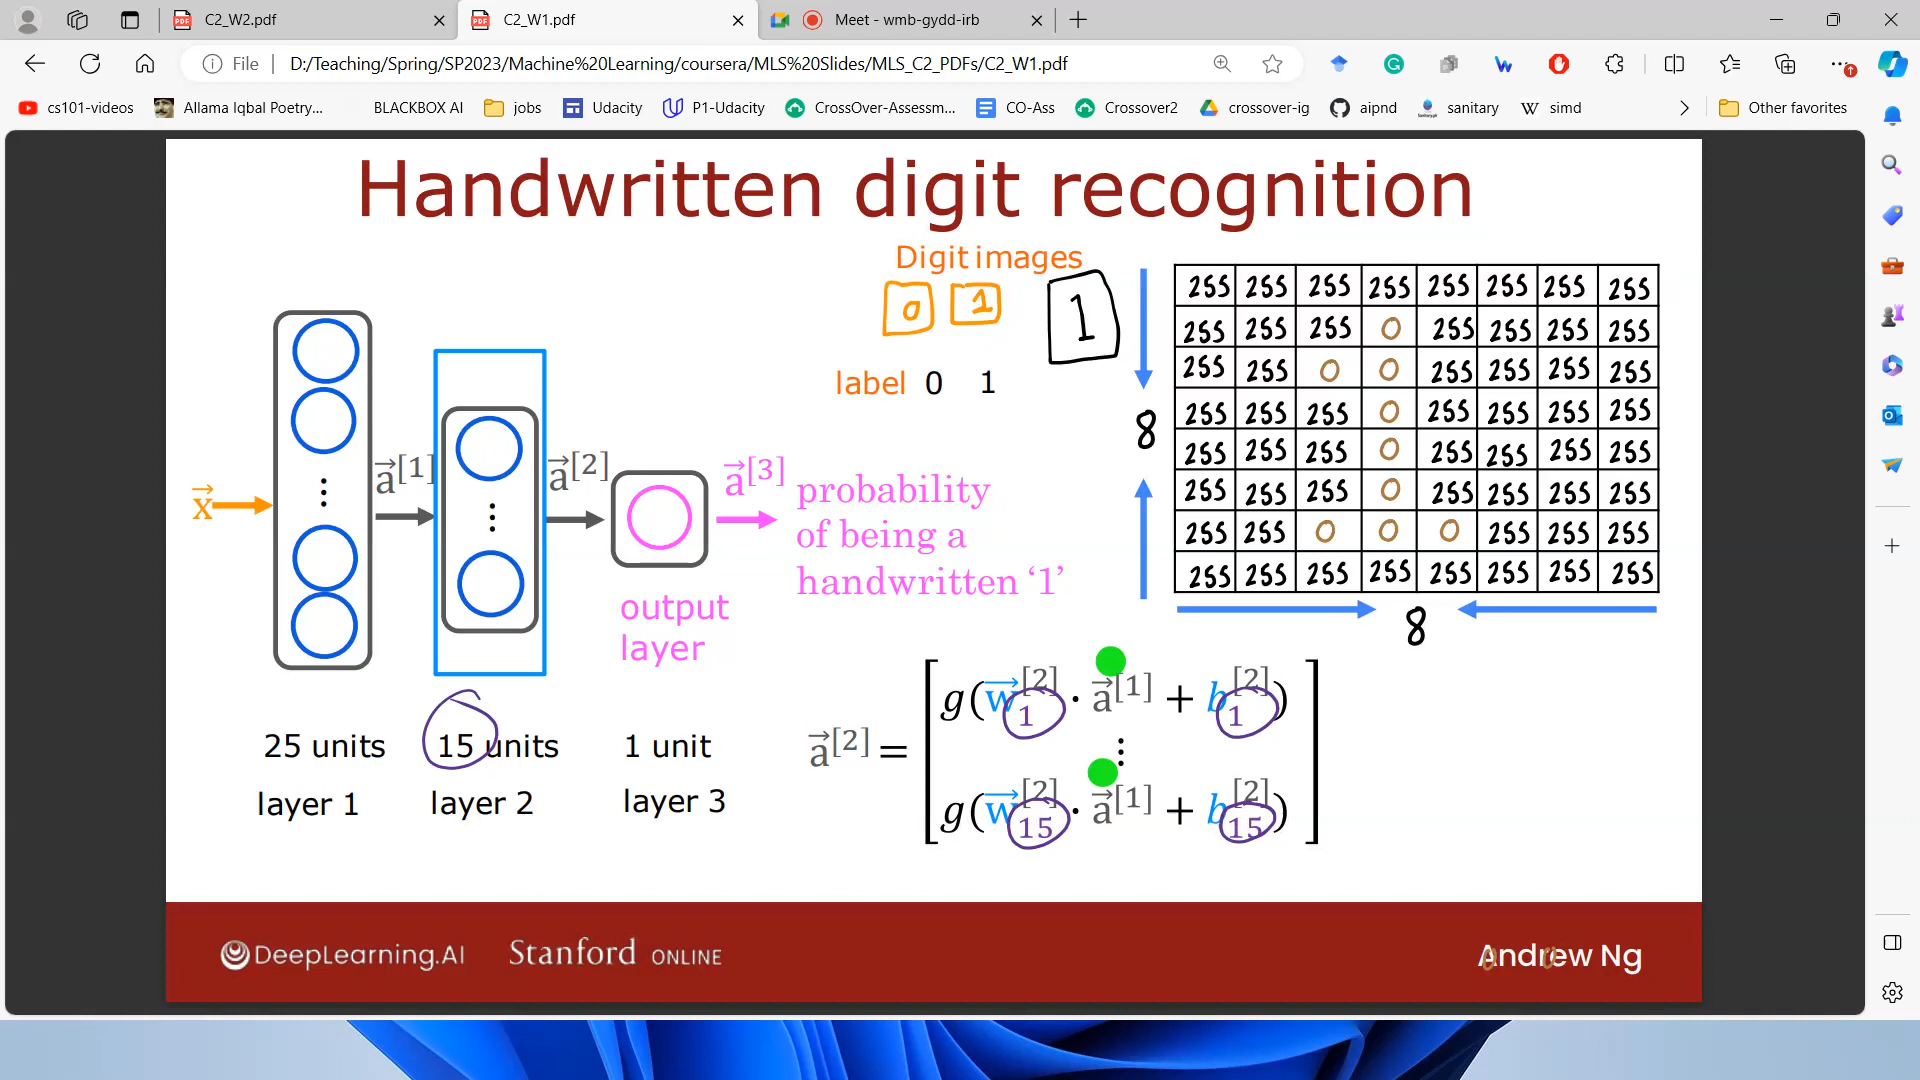 C2_W2.pdf
C2_W1.pdf
Meet - wmb-gydd-irb
File
D:/Teaching/Spring/SP2023/Machine%20Learning/coursera/MLS%20Slides/MLS_C2_PDFs/C2_W1.pdf
cs101-videos
Allama Iqbal Poetry...
BLACKBOX AI
jobs
Udacity
P1-Udacity
CrossOver-Assessm...
CO-Ass
Crossover2
crossover-ig
aipnd
sanitary
simd
Other favorites
Handwritten digit recognition
Digit images
0 1 1
label 0 1
255 255 255 255 255 255 255 255
255 255 255 0 255 255 255 255
255 255 0 0 255 255 255 255
255 255 255 0 255 255 255 255
255 255 255 0 255 255 255 255
255 255 255 0 255 255 255 255
255 255 0 0 0 255 255 255
255 255 255 255 255 255 255 255
8
8
x⃗
a⃗[1]
a⃗[2]
a⃗[3]
probability
of being a
handwritten ‘1’
output
layer
25 units 15 units 1 unit
layer 1 layer 2 layer 3
a⃗[2] =
g(w⃗1[2] · a⃗[1] + b1[2])
⋮
g(w⃗15[2] · a⃗[1] + b15[2])
DeepLearning.AI
Stanford ONLINE
Andrew Ng